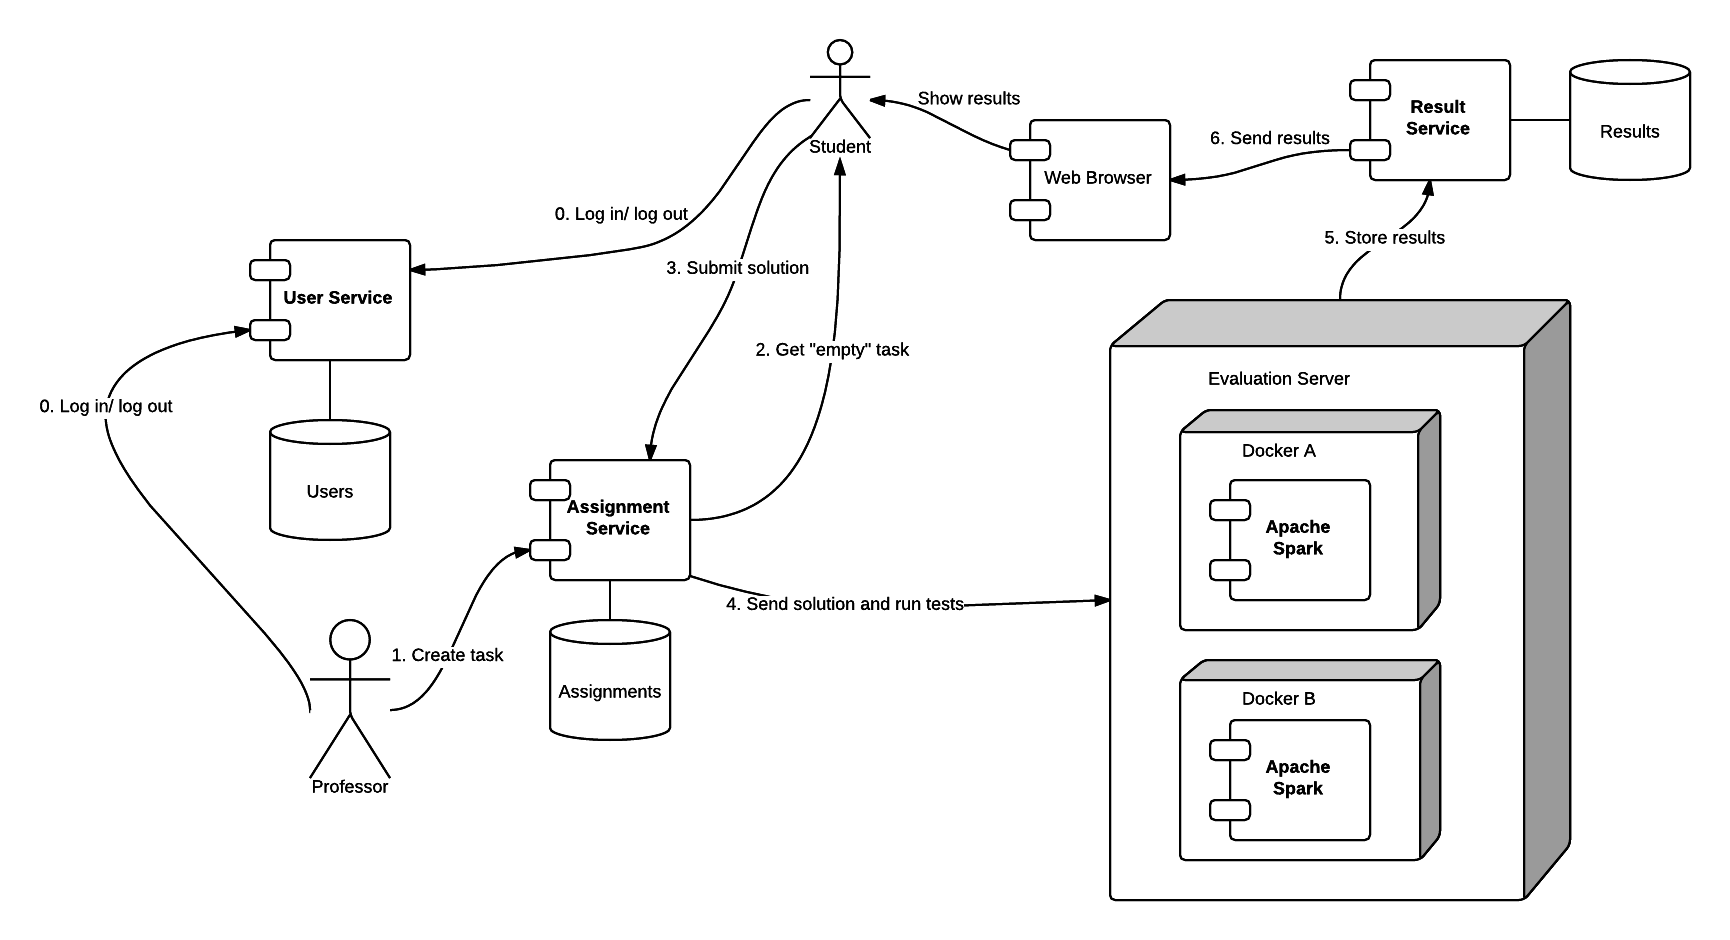 Show results
Result
Service
Results
6. Send results
Student
Web Browser
0. Log in/ log out
5. Store results
3. Submit solution
User Service
2. Get "empty" task
Evaluation Server
0. Log in/ log out
Docker A
Users
Assignment
Service
Apache
Spark
4. Send solution and run tests
1. Create task
Assignments
Docker B
Apache
Spark
Professor